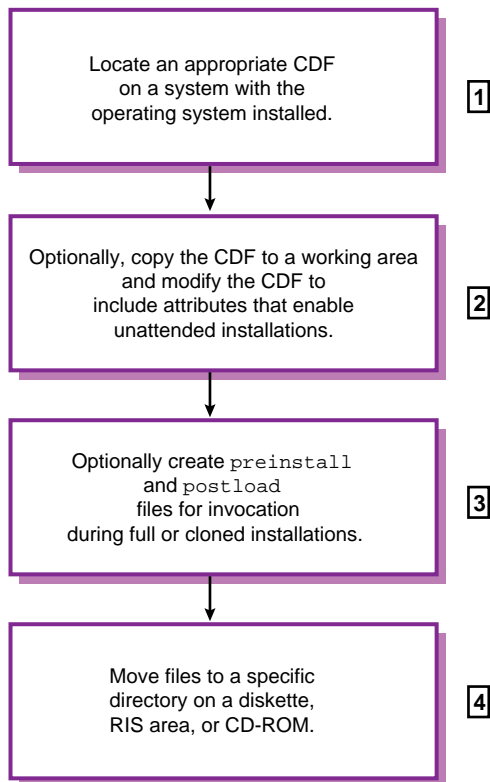 Locate an appropriate CDF
on a system with the
operating system installed.
1
Optionally, copy the CDF to a working area
and modify the CDF to
include attributes that enable
unattended installations.
2
Optionally create preinstall
and postload
files for invocation
during full or cloned installations.
3
Move files to a specific
directory on a diskette,
RIS area, or CD-ROM.
4